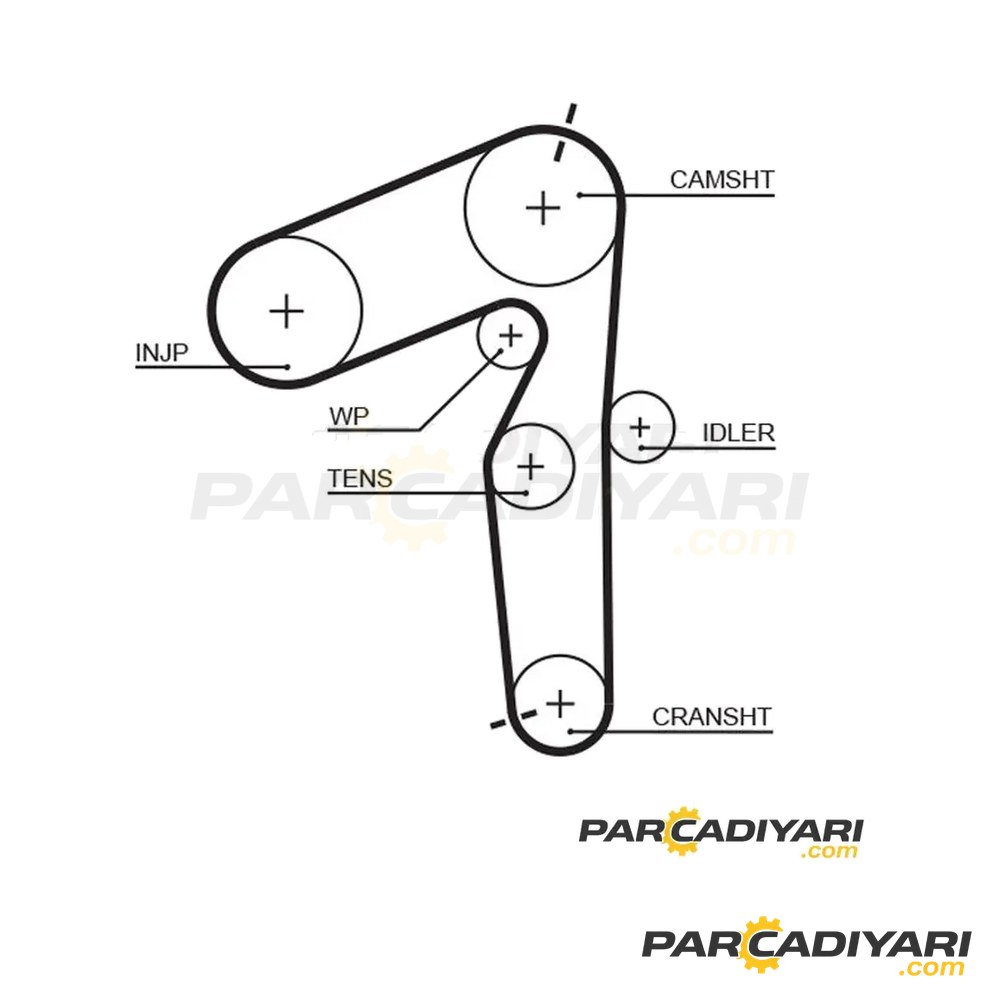 CAMSHT
INJP
WP
IDLER
TENS
PARCADIYARI
.com
CRANSHT
PARCADIYARI
.com
PARCADIYARI
.com